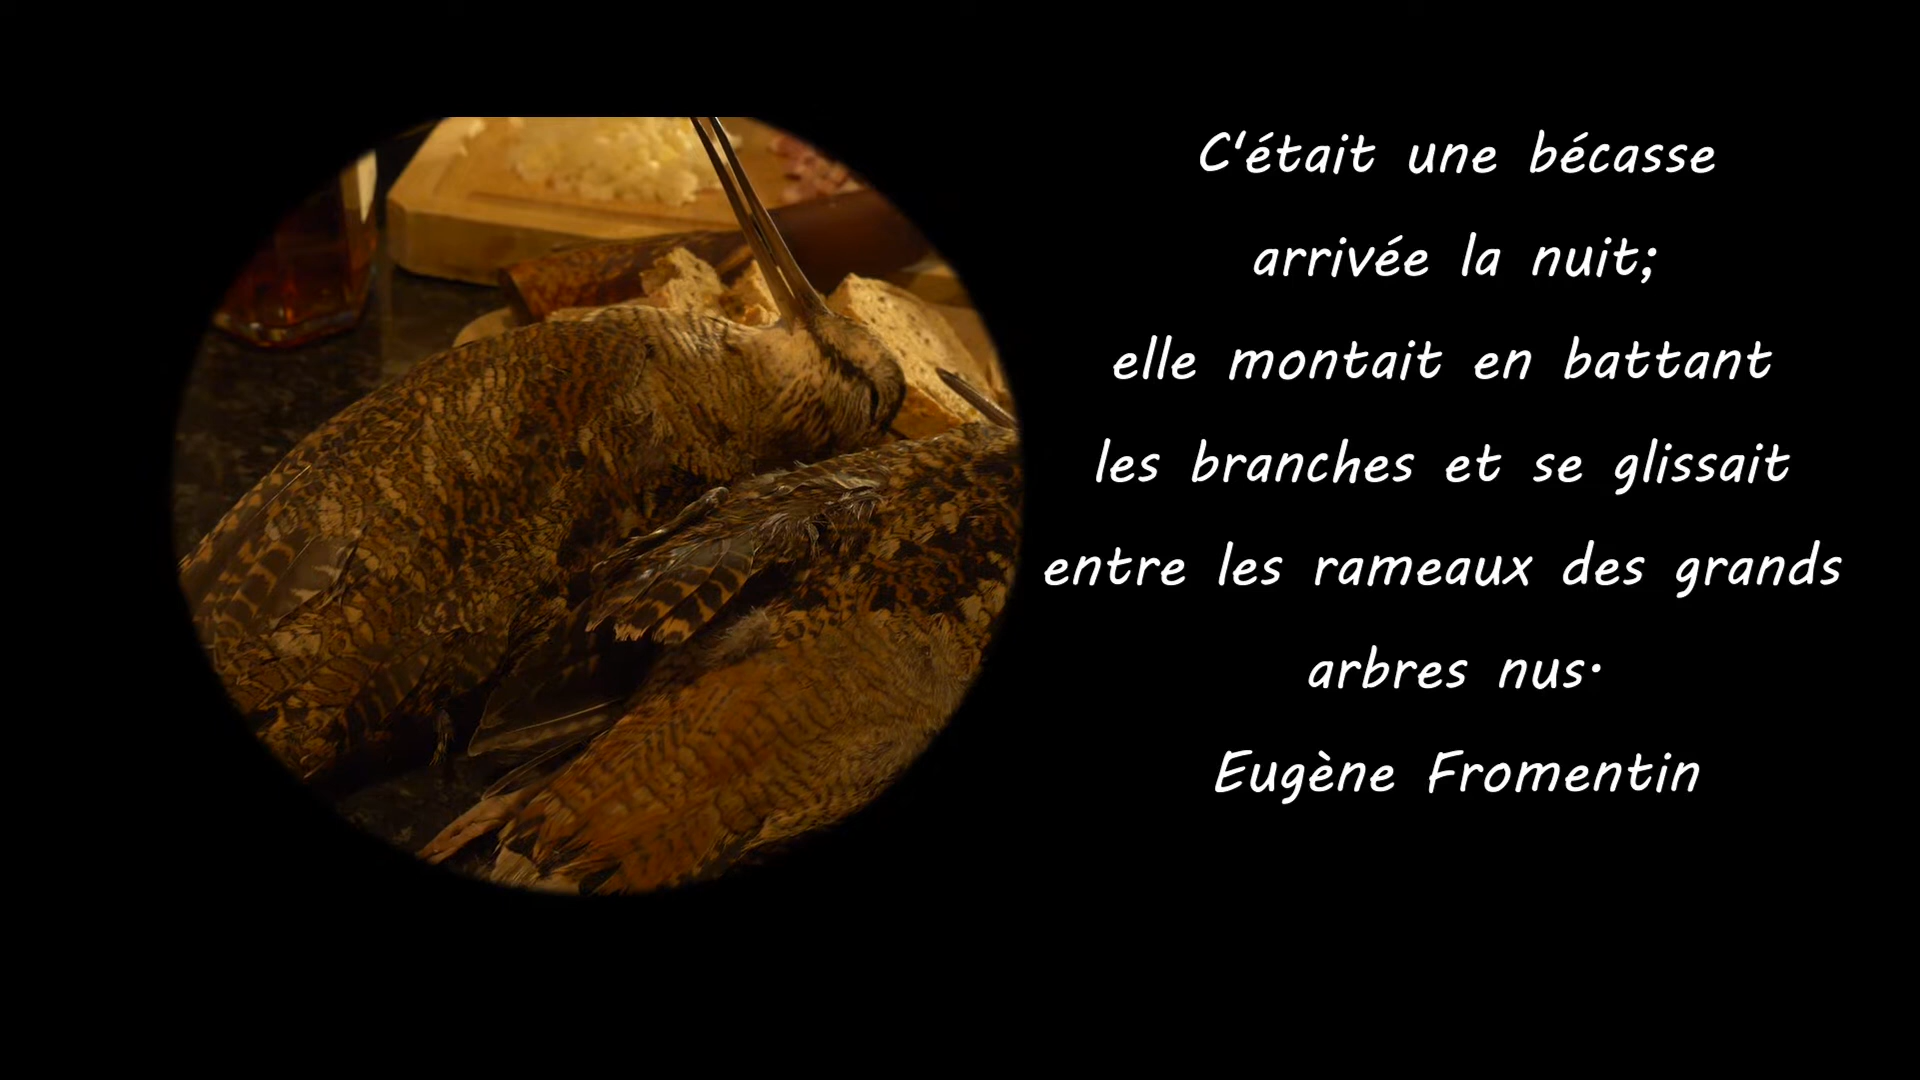 C'était une bécasse
arrivée la nuit;
elle montait en battant
les branches et se glissait
entre les rameaux des grands
arbres nus.
Eugène Fromentin